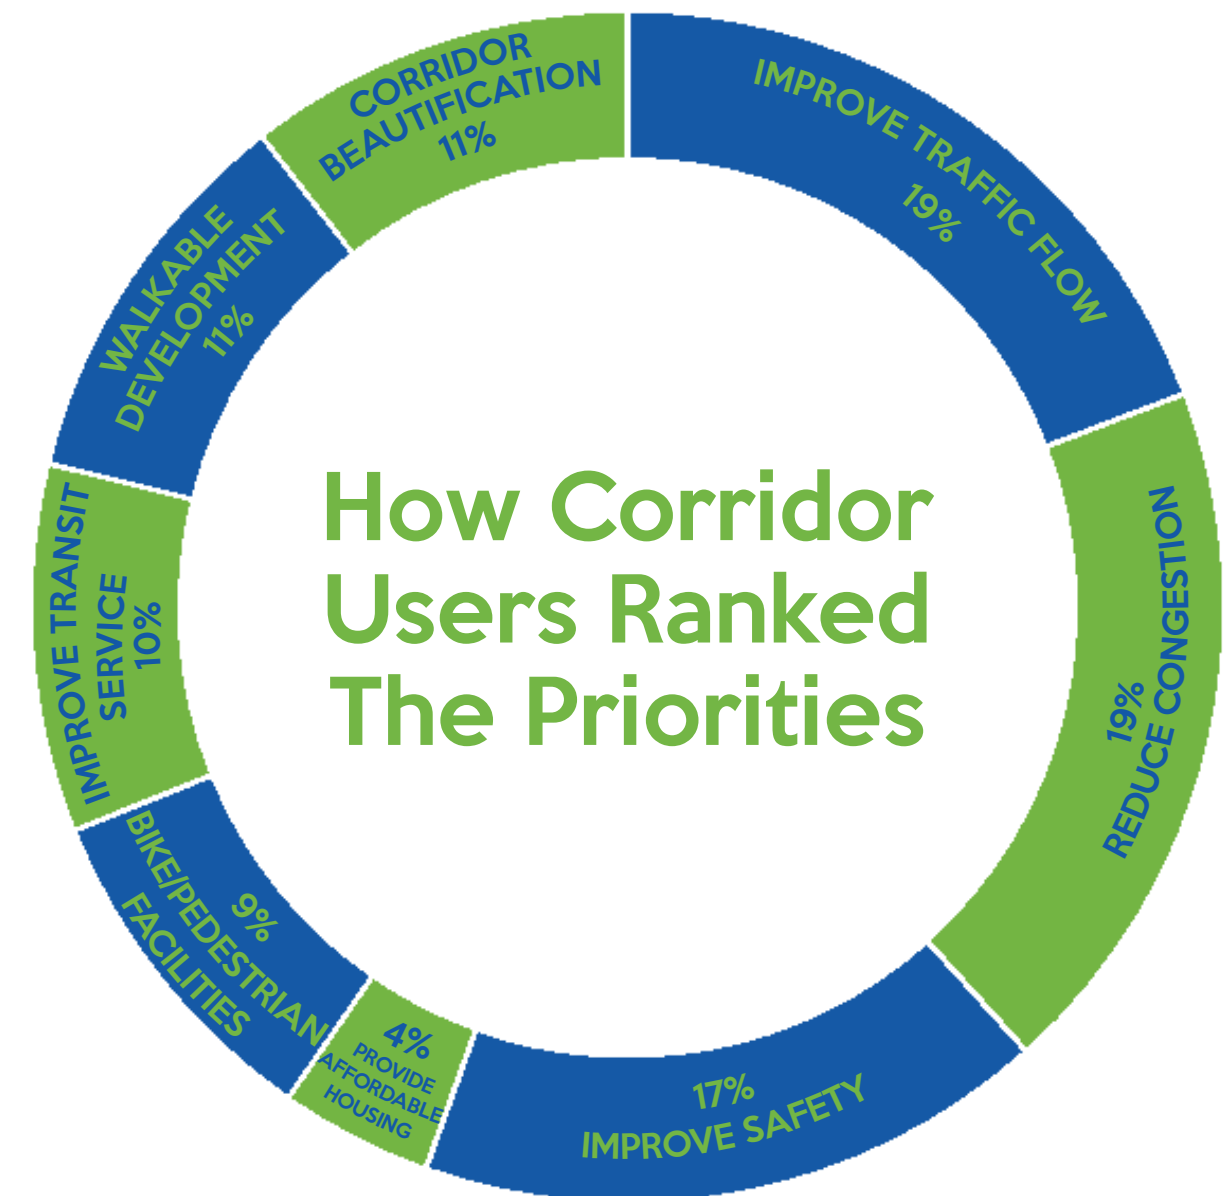 How Corridor
Users Ranked
The Priorities
IMPROVE TRAFFIC FLOW
19%
19%
REDUCE CONGESTION
17%
IMPROVE SAFETY
4%
PROVIDE
AFFORDABLE
HOUSING
9%
BIKE/PEDESTRIAN
FACILITIES
IMPROVE TRANSIT
SERVICE
10%
WALKABLE
DEVELOPMENT
11%
CORRIDOR
BEAUTIFICATION
11%